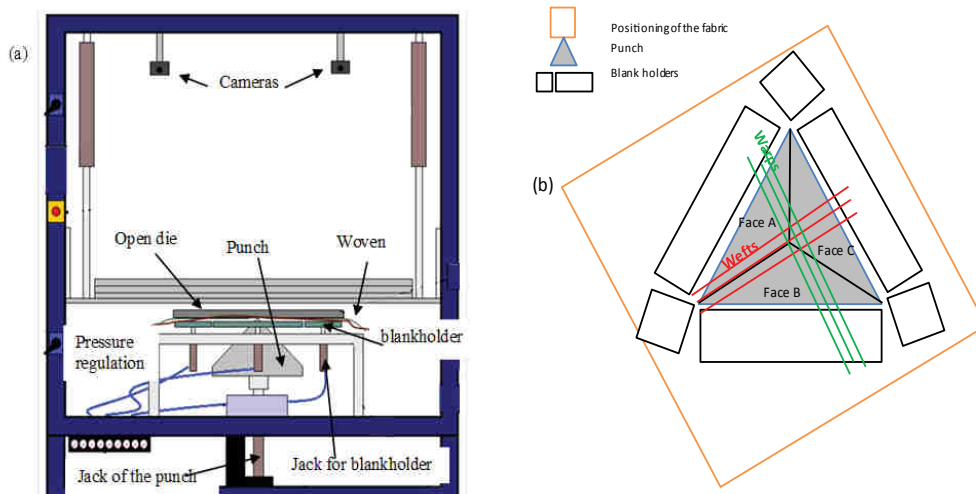 (a)
Cameras
Open die
Punch
Woven
blankholder
Pressure
regulation
Jack of the punch
Jack for blankholder
Positioning of the fabric
Punch
Blank holders
(b)
Warps
Face A
Wefts
Face C
Face B